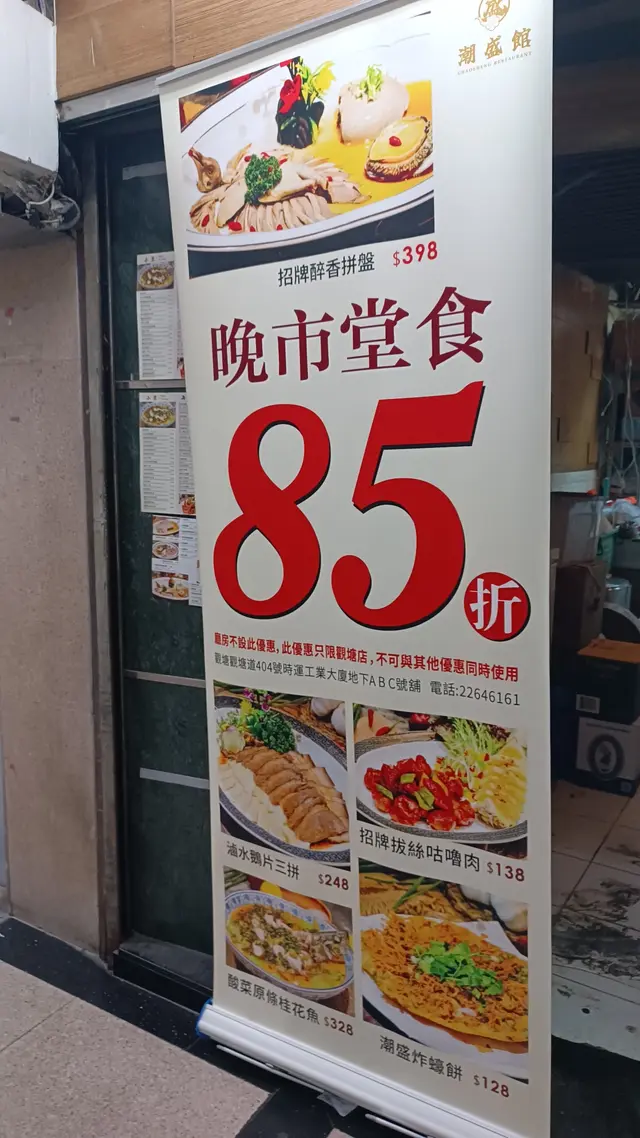 潮盛館
招牌醉香拼盤 $398
晚市堂食
85折
廳房不設此優惠,此優惠只限觀塘店,不可與其他優惠同時使用
觀塘觀塘道404號時運工業大廈地下ABC號舖 電話:22646161
滷水鵝片三拼 $248
招牌拔絲咕嚕肉 $138
酸菜原條桂花魚 $328
潮盛炸蠔餅 $128